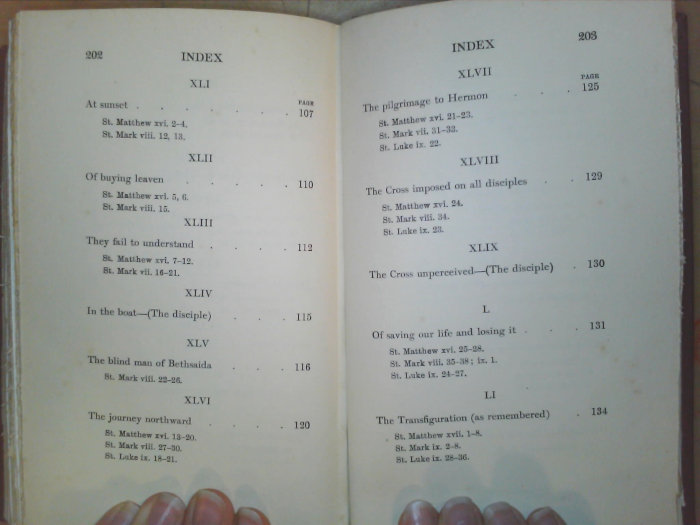 202 INDEX
XLI
PAGE
At sunset . . . . . . . 107
St. Matthew xvi. 2–4.
St. Mark viii. 12, 13.
XLII
Of buying leaven . . . . . 110
St. Matthew xvi. 5, 6.
St. Mark viii. 15.
XLIII
They fail to understand . . . . 112
St. Matthew xvi. 7–12.
St. Mark vii. 16–21.
XLIV
In the boat—(The disciple) . . . 115
XLV
The blind man of Bethsaida . . . 116
St. Mark viii. 22–26.
XLVI
The journey northward . . . . 120
St. Matthew xvi. 13–20.
St. Mark viii. 27–30.
St. Luke ix. 18–21.
INDEX 203
XLVII
PAGE
The pilgrimage to Hermon . . . 125
St. Matthew xvi. 21–23.
St. Mark vii. 31–33.
St. Luke ix. 22.
XLVIII
The Cross imposed on all disciples . . 129
St. Matthew xvi. 24.
St. Mark viii. 34.
St. Luke ix. 23.
XLIX
The Cross unperceived—(The disciple) . 130
L
Of saving our life and losing it . . . 131
St. Matthew xvi. 25–28.
St. Mark viii. 35–38; ix. 1.
St. Luke ix. 24–27.
LI
The Transfiguration (as remembered) . 134
St. Matthew xvii. 1–8.
St. Mark ix. 2–8.
St. Luke ix. 28–36.